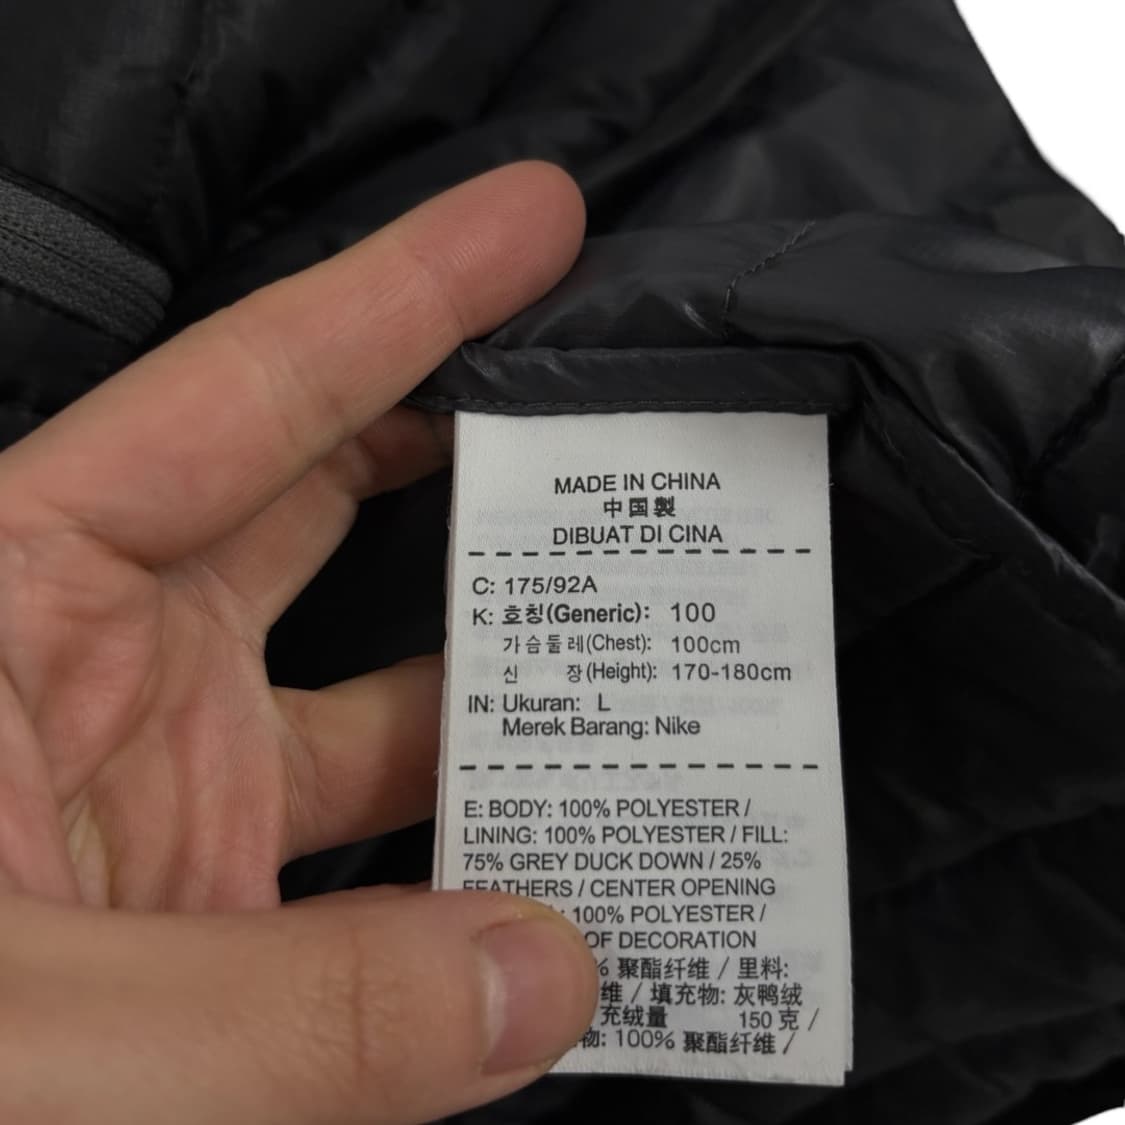 MADE IN CHINA
中国製
DIBUAT DI CINA
C: 175/92A
K: 호칭(Generic): 100
가슴둘레(Chest): 100cm
신 장(Height): 170-180cm
IN: Ukuran: L
Merek Barang: Nike
E: BODY: 100% POLYESTER /
LINING: 100% POLYESTER / FILL:
75% GREY DUCK DOWN / 25%
FEATHERS / CENTER OPENING
: 100% POLYESTER /
OF DECORATION
% 聚酯纤维 / 里料:
维 / 填充物: 灰鸭绒
充绒量 150 克 /
物: 100% 聚酯纤维 /